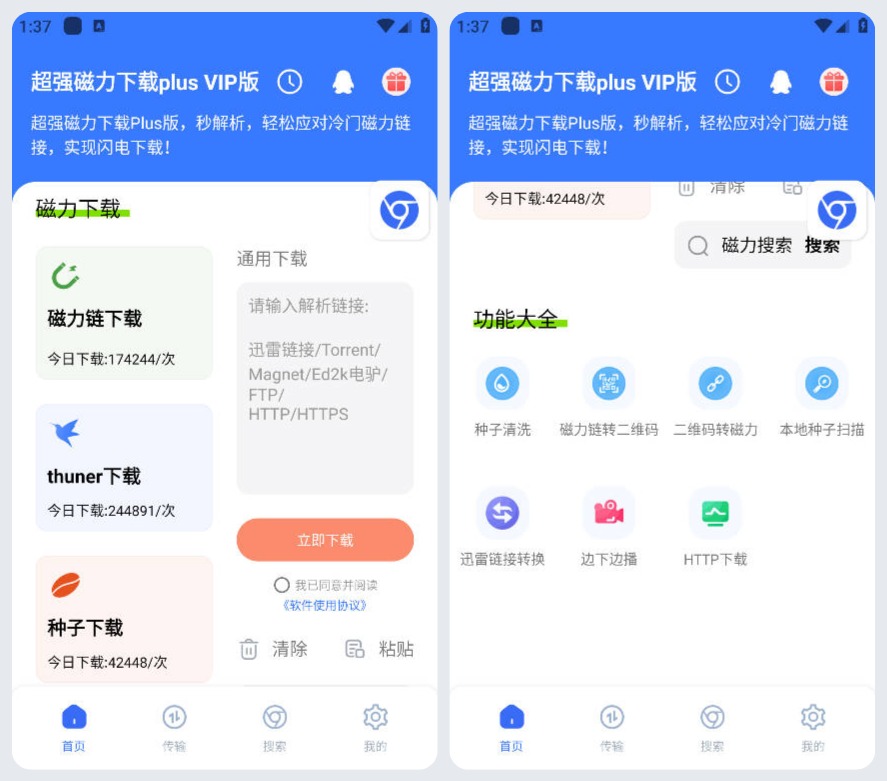 1:37
超强磁力下载plus VIP版
超强磁力下载Plus版，秒解析，轻松应对冷门磁力链
接，实现闪电下载！
磁力下载
磁力链下载
今日下载:174244/次
thuner下载
今日下载:244891/次
种子下载
今日下载:42448/次
通用下载
请输入解析链接:
迅雷链接/Torrent/
Magnet/Ed2k电驴/
FTP/
HTTP/HTTPS
立即下载
我已同意并阅读
《软件使用协议》
清除
粘贴
首页
传输
搜索
我的
1:37
超强磁力下载plus VIP版
超强磁力下载Plus版，秒解析，轻松应对冷门磁力链
接，实现闪电下载！
今日下载:42448/次
清除
磁力搜索 搜索
功能大全
种子清洗
磁力链转二维码
二维码转磁力
本地种子扫描
迅雷链接转换
边下边播
HTTP下载
首页
传输
搜索
我的